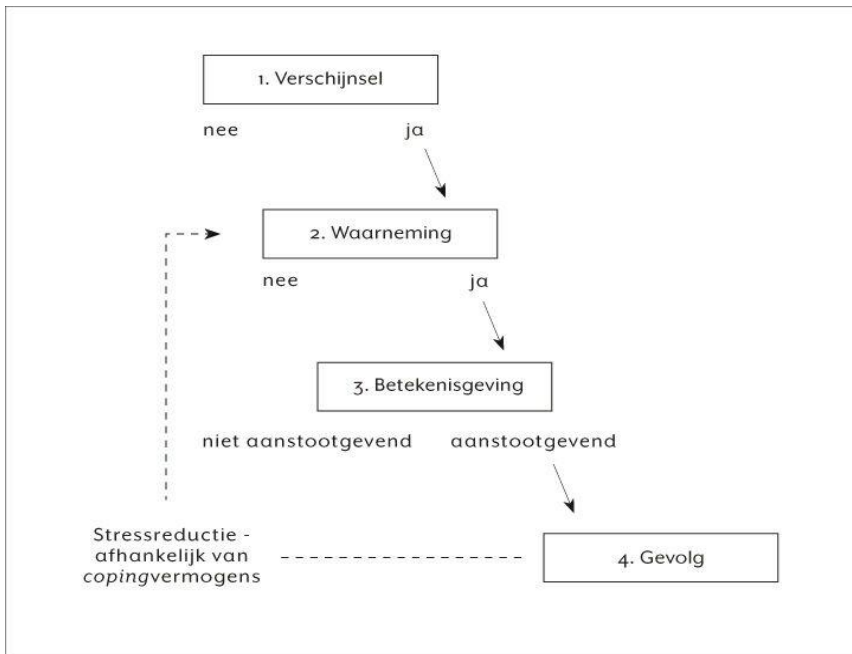 1. Verschijnsel
nee ja
2. Waarneming
nee ja
3. Betekenisgeving
niet aanstootgevend aanstootgevend
Stressreductie -
afhankelijk van
copingvermogens
4. Gevolg